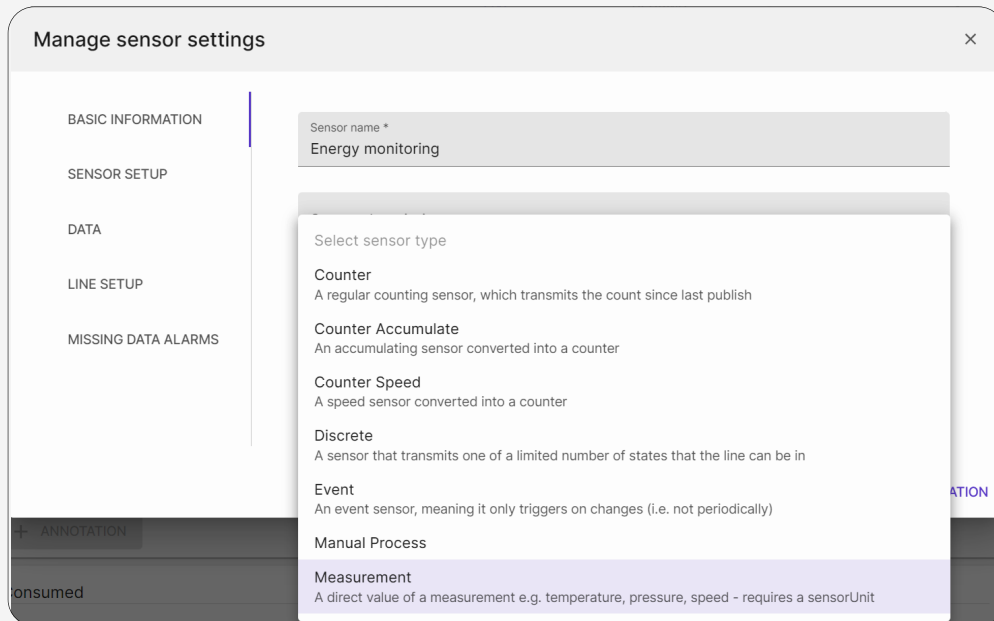 Manage sensor settings
BASIC INFORMATION
SENSOR SETUP
DATA
LINE SETUP
MISSING DATA ALARMS
Sensor name *
Energy monitoring
Select sensor type
Counter
A regular counting sensor, which transmits the count since last publish
Counter Accumulate
An accumulating sensor converted into a counter
Counter Speed
A speed sensor converted into a counter
Discrete
A sensor that transmits one of a limited number of states that the line can be in
Event
An event sensor, meaning it only triggers on changes (i.e. not periodically)
Manual Process
Measurement
A direct value of a measurement e.g. temperature, pressure, speed - requires a sensorUnit
ATION
+ ANNOTATION
onsumed